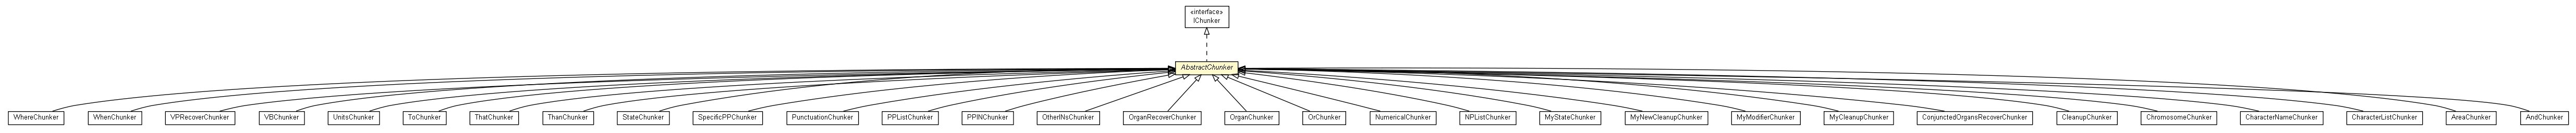 «interface»
IChunker
AbstractChunker
WhereChunker
WhenChunker
VPRecoverChunker
VBChunker
UnitsChunker
ToChunker
ThatChunker
ThanChunker
StateChunker
SpecificPPChunker
PunctuationChunker
PPListChunker
PPINChunker
OtherINsChunker
OrganRecoverChunker
OrganChunker
OrChunker
NumericalChunker
NPListChunker
MyStateChunker
MyNewCleanupChunker
MyModifierChunker
MyCleanupChunker
ConjunctedOrgansRecoverChunker
CleanupChunker
ChromosomeChunker
CharacterNameChunker
CharacterListChunker
AreaChunker
AndChunker